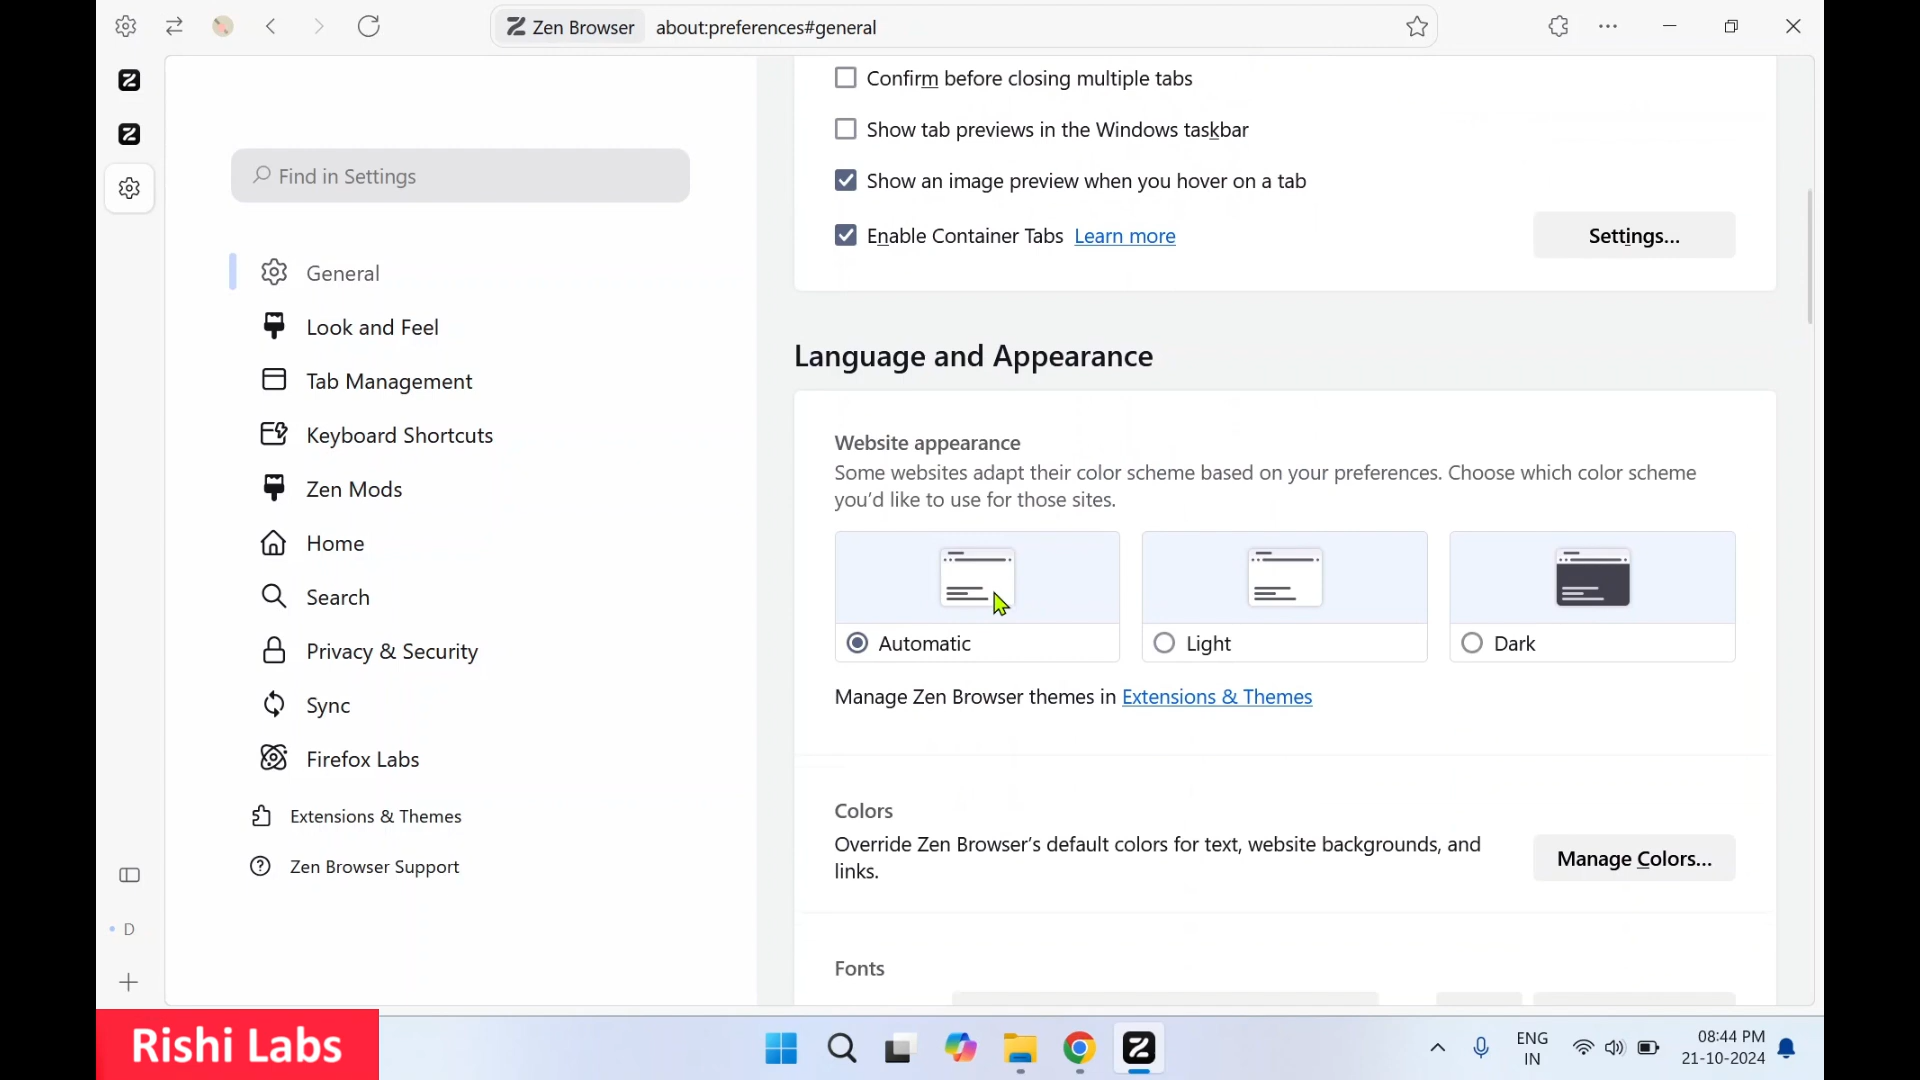 Zen Browser about:preferences#general
Find in Settings
General
Look and Feel
Tab Management
Keyboard Shortcuts
Zen Mods
Home
Search
Privacy & Security
Sync
Firefox Labs
Extensions & Themes
Zen Browser Support
D
Confirm before closing multiple tabs
Show tab previews in the Windows taskbar
Show an image preview when you hover on a tab
Enable Container Tabs Learn more
Settings...
Language and Appearance
Website appearance
Some websites adapt their color scheme based on your preferences. Choose which color scheme
you'd like to use for those sites.
Automatic
Light
Dark
Manage Zen Browser themes in Extensions & Themes
Colors
Override Zen Browser's default colors for text, website backgrounds, and
links.
Manage Colors...
Fonts
Rishi Labs
ENG
IN
08:44 PM
21-10-2024